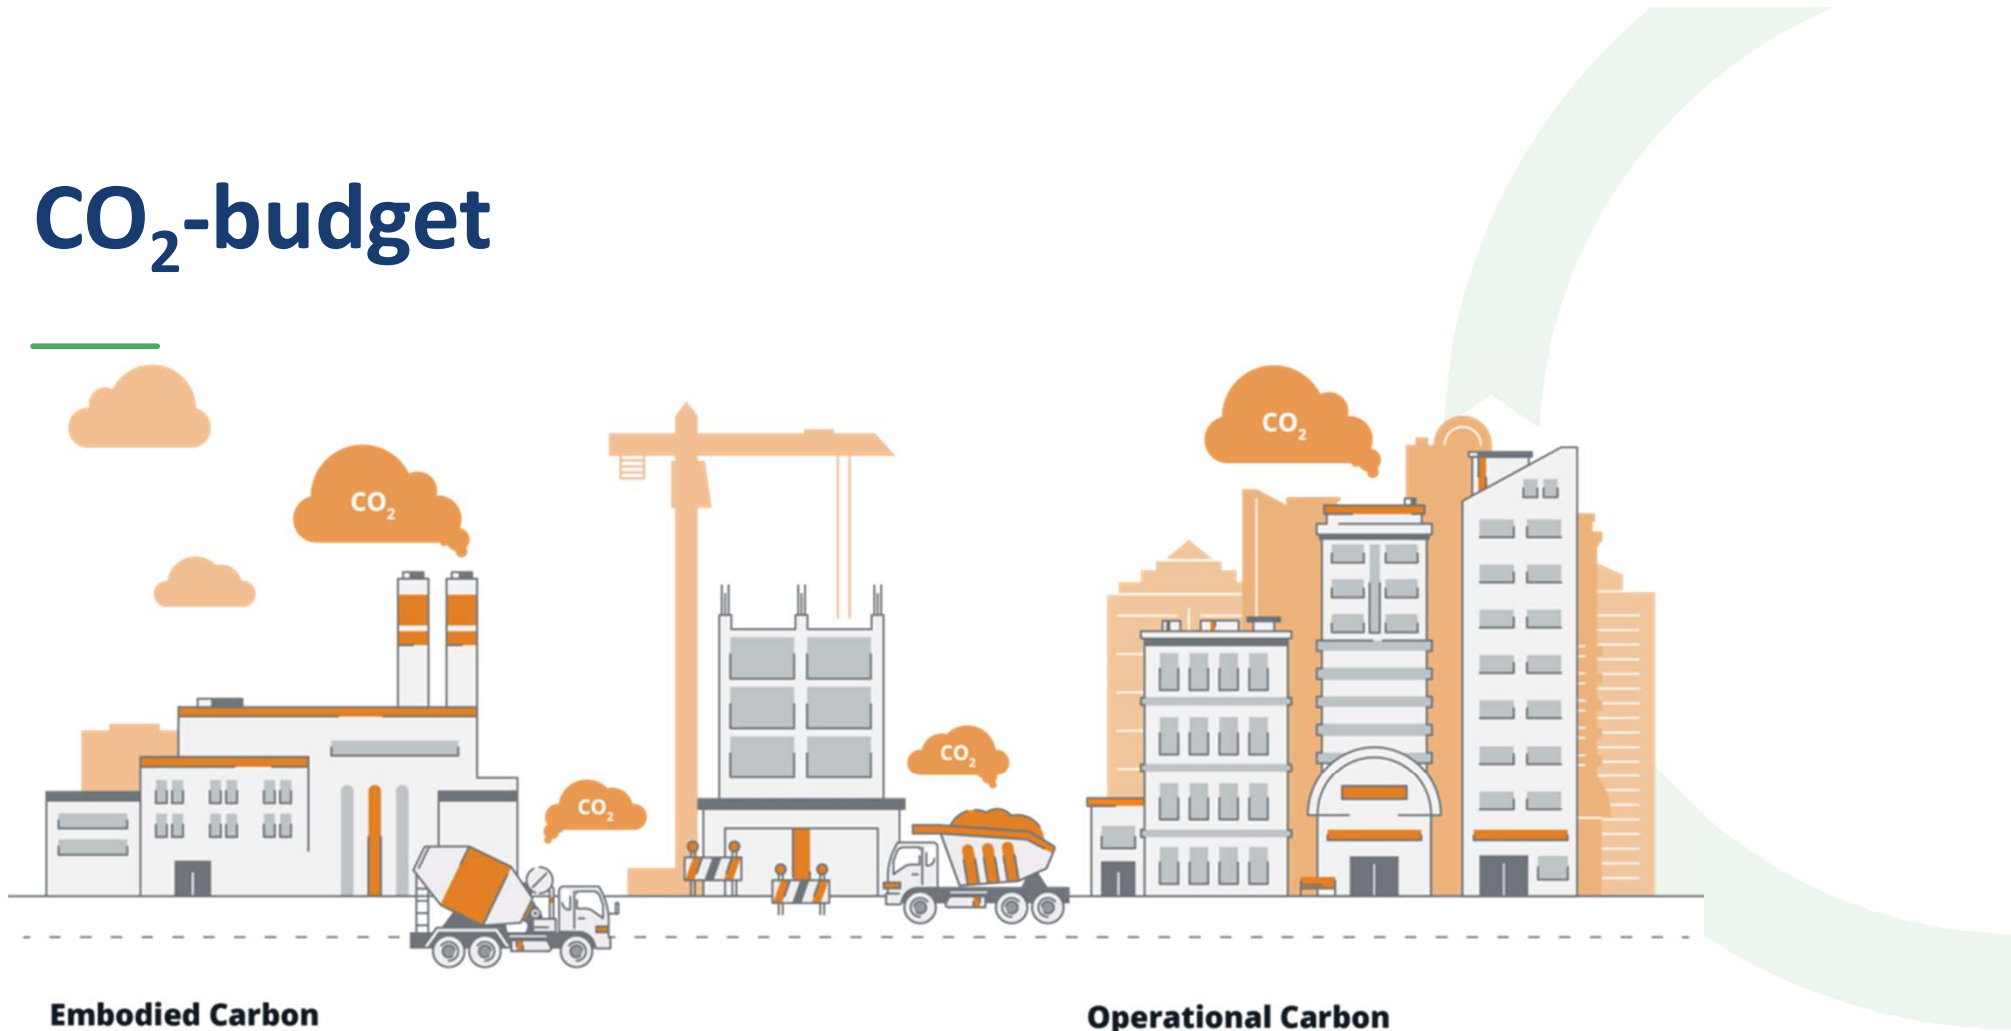 CO₂-budget
CO₂
CO₂
CO₂
CO₂
Embodied Carbon
Operational Carbon